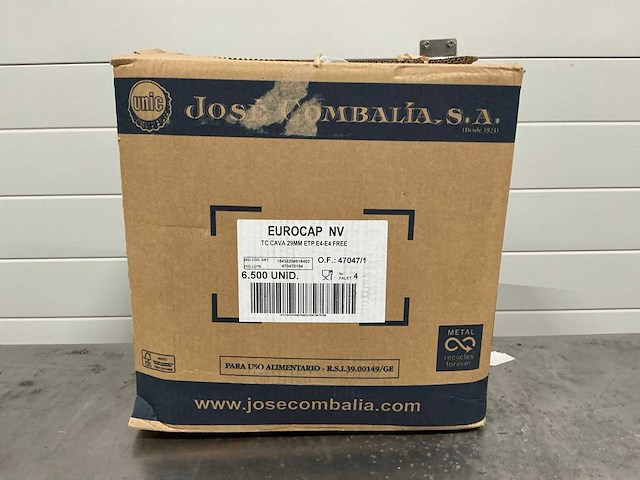 unic
JOSÉ COMBALÍA, S.A.
(Desde 1923)
EUROCAP NV
TC CAVA 29MM ETP. E4-E4 FREE
O.F.: 47047/1
6.500 UNID.
PALET 4
METAL
recycles
forever
PARA USO ALIMENTARIO - R.S.I.39.00149/GE
www.josecombalia.com